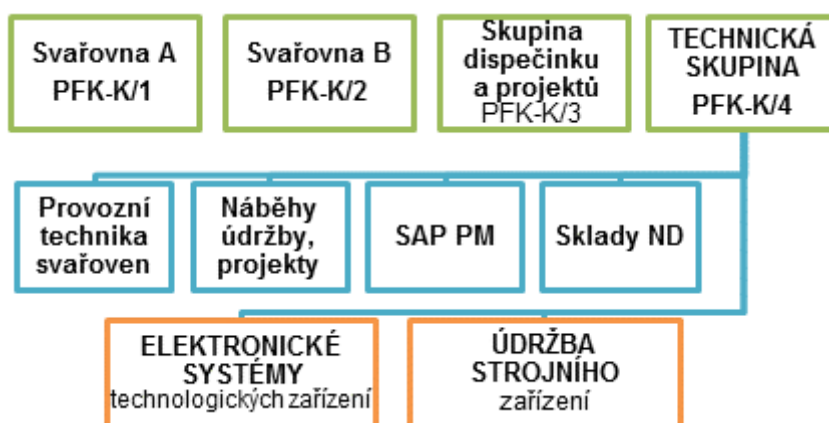 Svařovna A
PFK-K/1
Svařovna B
PFK-K/2
Skupina
dispečinku
a projektů
PFK-K/3
TECHNICKÁ
SKUPINA
PFK-K/4
Provozní
technika
svařoven
Náběhy
údržby,
projekty
SAP PM
Sklady ND
ELEKTRONICKÉ
SYSTÉMY
technologických zařízení
ÚDRŽBA
STROJNÍHO
zařízení